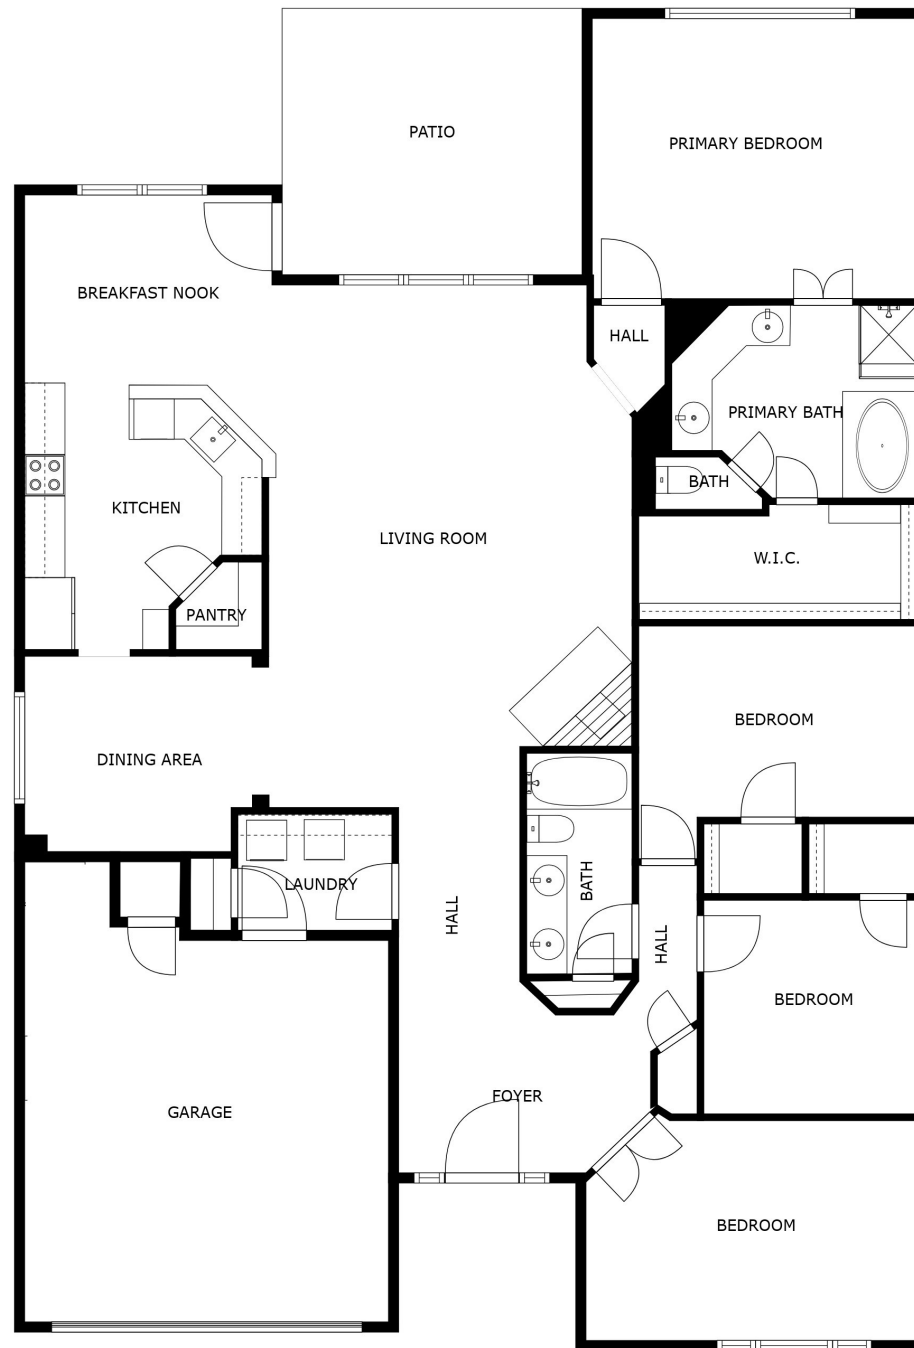 PATIO
PRIMARY BEDROOM
BREAKFAST NOOK
HALL
PRIMARY BATH
BATH
KITCHEN
LIVING ROOM
W.I.C.
PANTRY
BEDROOM
DINING AREA
LAUNDRY
BATH
HALL
HALL
BEDROOM
FOYER
GARAGE
BEDROOM